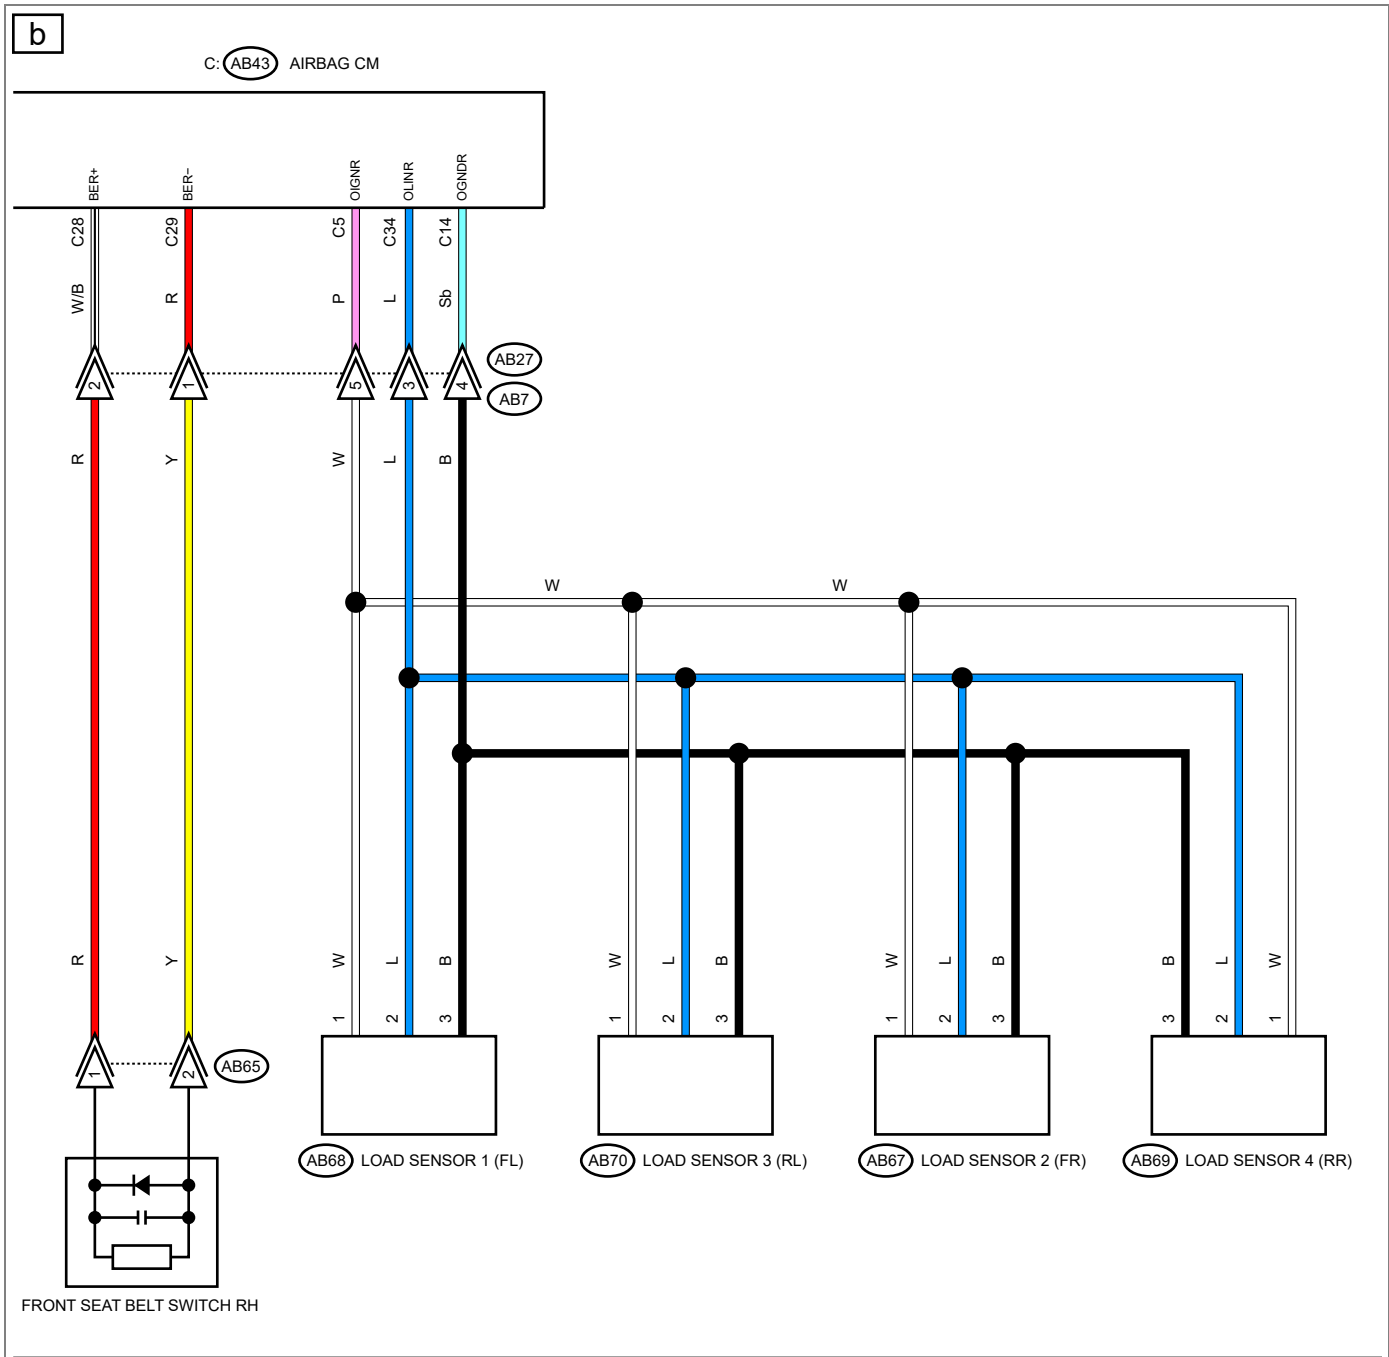 b
C: AB43 AIRBAG CM
BER+ BER− OIGNR OLINR OGNDR
C28 C29 C5 C34 C14
W/B R P L Sb
AB27
2 1 5 3 4
AB7
R Y W L B
W W
R Y W L B W L B W L B B L W
1 2 3 1 2 3 1 2 3 3 2 1
1 2 AB65
AB68 LOAD SENSOR 1 (FL) AB70 LOAD SENSOR 3 (RL) AB67 LOAD SENSOR 2 (FR) AB69 LOAD SENSOR 4 (RR)
FRONT SEAT BELT SWITCH RH